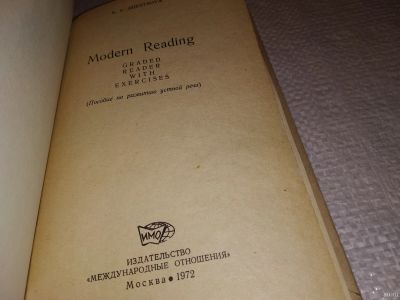 Modern Reading
GRADED
READER
WITH
EXERCISES
(Пособие по развитию устной речи)
ИМО
ИЗДАТЕЛЬСТВО
«МЕЖДУНАРОДНЫЕ ОТНОШЕНИЯ»
Москва • 1972